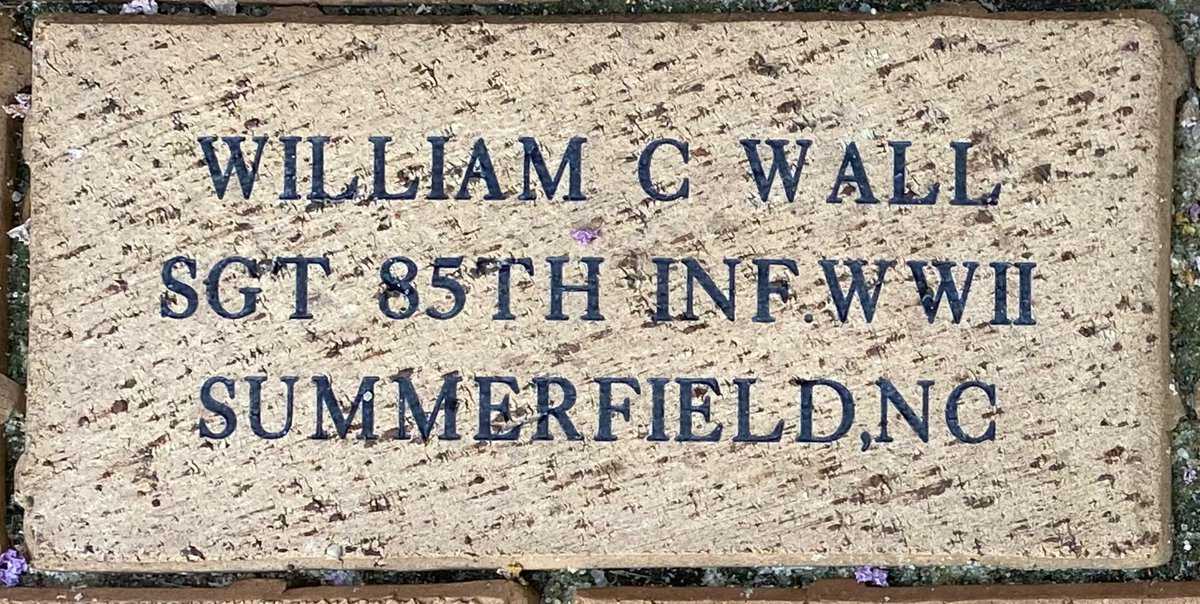 WILLIAM C WALL
SGT 85TH INF.WWII
SUMMERFIELD,NC